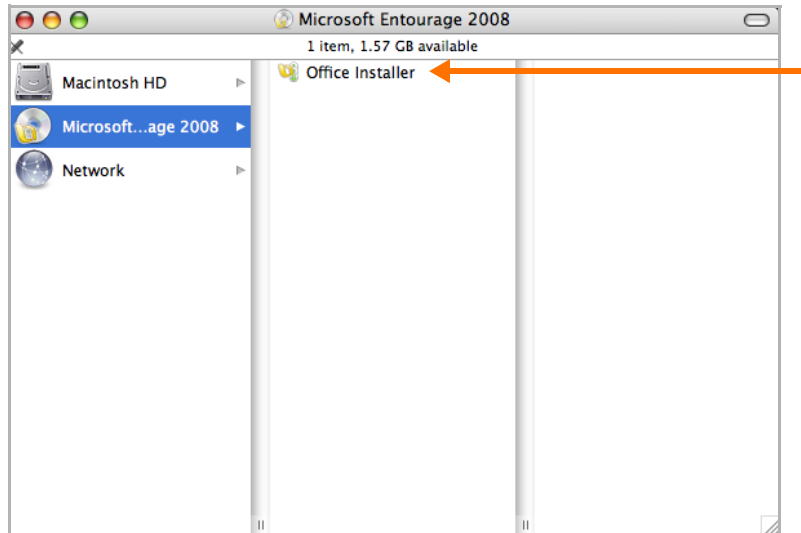 Microsoft Entourage 2008
1 item, 1.57 GB available
Macintosh HD
Office Installer
Microsoft...age 2008
Network